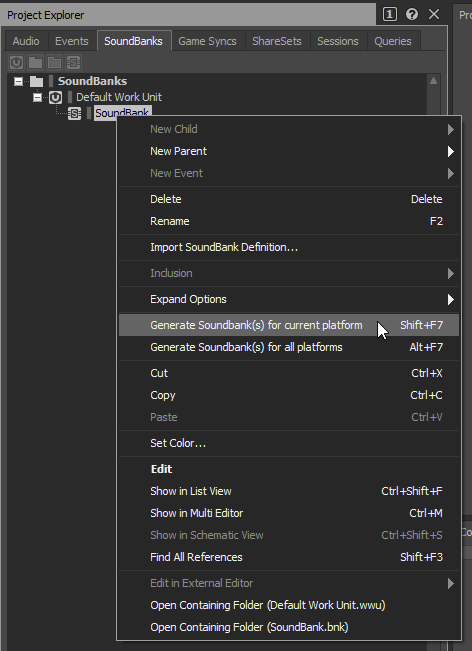 Project Explorer
1
Audio Events SoundBanks Game Syncs ShareSets Sessions Queries
SoundBanks
Default Work Unit
SoundBank
New Child
New Parent
New Event
Delete Delete
Rename F2
Import SoundBank Definition...
Inclusion
Expand Options
Generate Soundbank(s) for current platform Shift+F7
Generate Soundbank(s) for all platforms Alt+F7
Cut Ctrl+X
Copy Ctrl+C
Paste Ctrl+V
Set Color...
Edit
Show in List View Ctrl+Shift+F
Show in Multi Editor Ctrl+M
Show in Schematic View Ctrl+Shift+S
Find All References Shift+F3
Edit in External Editor
Open Containing Folder (Default Work Unit.wwu)
Open Containing Folder (SoundBank.bnk)